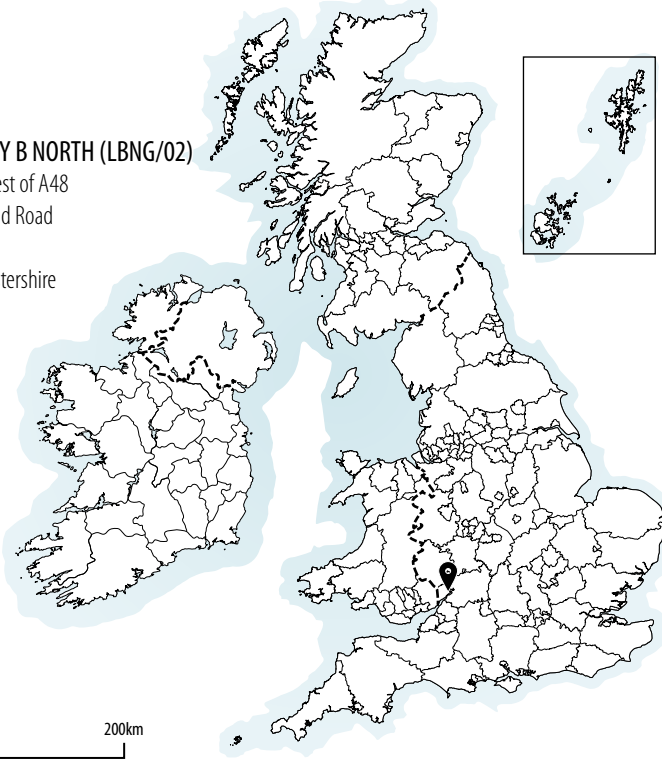 Y B NORTH (LBNG/02)
est of A48
d Road
tershire
200km